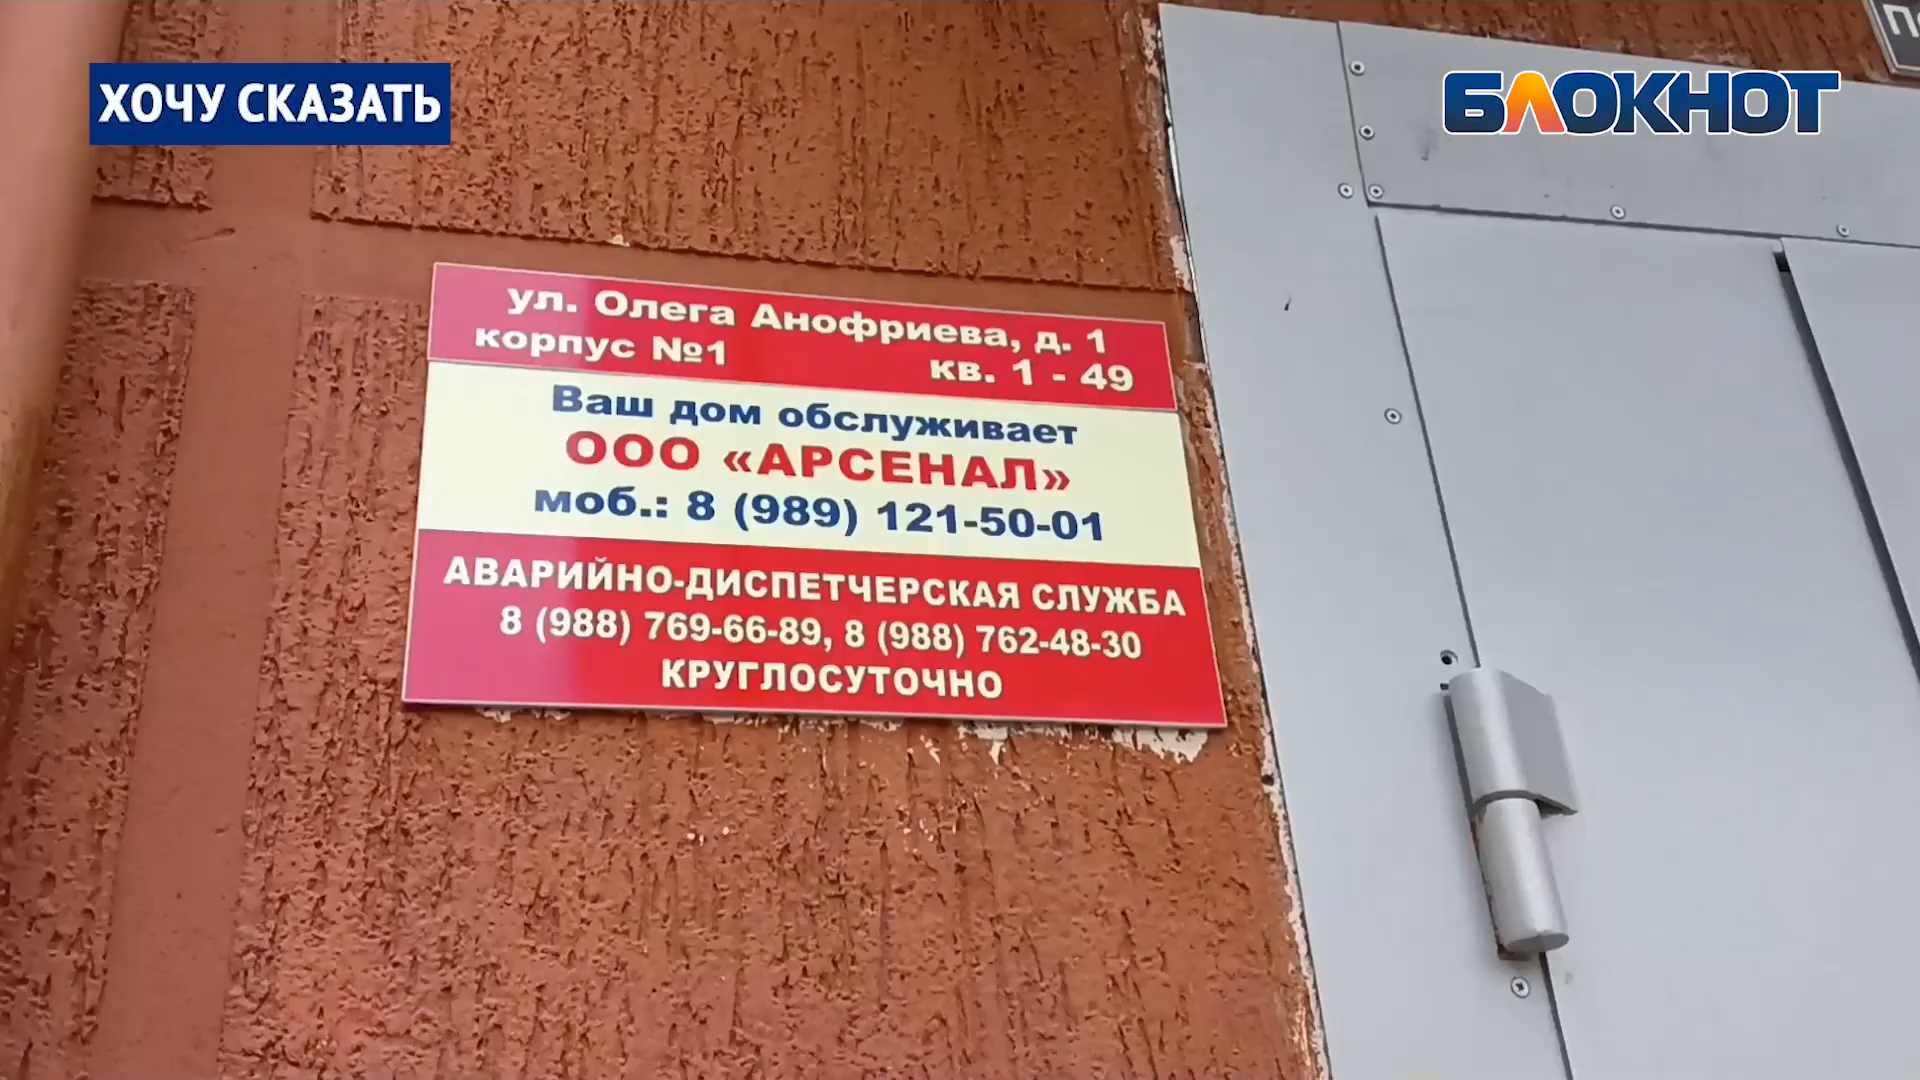 ХОЧУ СКАЗАТЬ
БЛОКНОТ
ул. Олега Анофриева, д. 1
корпус №1 кв. 1 - 49
Ваш дом обслуживает
ООО «АРСЕНАЛ»
моб.: 8 (989) 121-50-01
АВАРИЙНО-ДИСПЕТЧЕРСКАЯ СЛУЖБА
8 (988) 769-66-89, 8 (988) 762-48-30
КРУГЛОСУТОЧНО